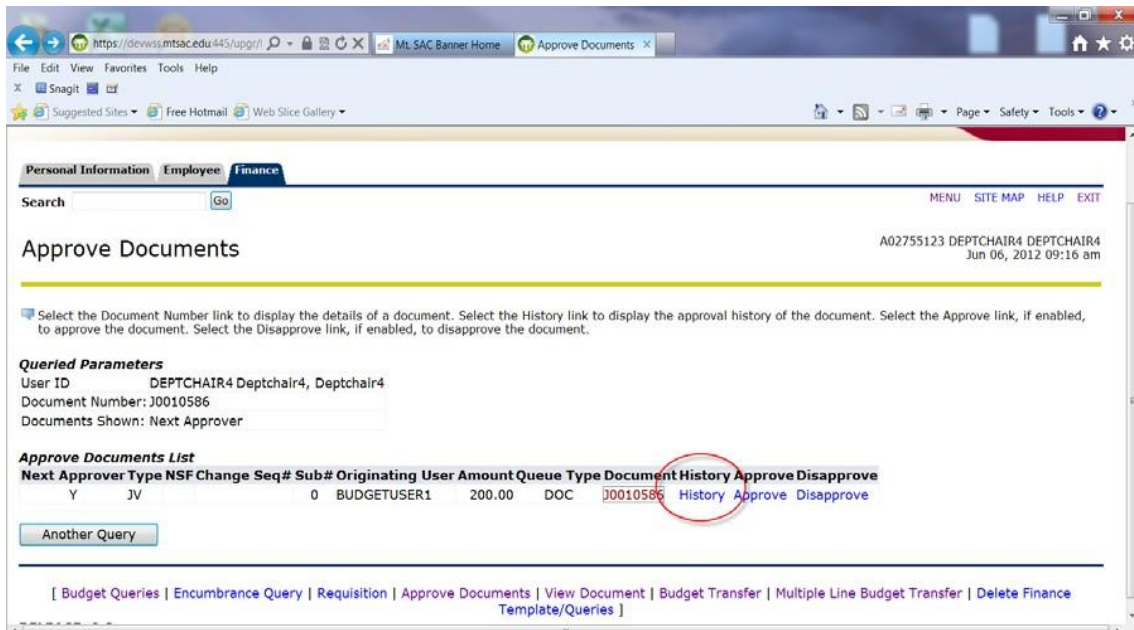 https://devwss.mtsac.edu:445/upgr/ Mt. SAC Banner Home Approve Documents
File Edit View Favorites Tools Help
X Snagit
Suggested Sites Free Hotmail Web Slice Gallery Page Safety Tools
Personal Information Employee Finance
Search Go MENU SITE MAP HELP EXIT
Approve Documents
A02755123 DEPTCHAIR4 DEPTCHAIR4
Jun 06, 2012 09:16 am
Select the Document Number link to display the details of a document. Select the History link to display the approval history of the document. Select the Approve link, if enabled,
to approve the document. Select the Disapprove link, if enabled, to disapprove the document.
Queried Parameters
User ID DEPTCHAIR4 Deptchair4, Deptchair4
Document Number: J0010586
Documents Shown: Next Approver
Approve Documents List
Next Approver Type NSF Change Seq# Sub# Originating User Amount Queue Type Document History Approve Disapprove
Y JV 0 BUDGETUSER1 200.00 DOC J0010586 History Approve Disapprove
Another Query
[ Budget Queries | Encumbrance Query | Requisition | Approve Documents | View Document | Budget Transfer | Multiple Line Budget Transfer | Delete Finance
Template/Queries ]